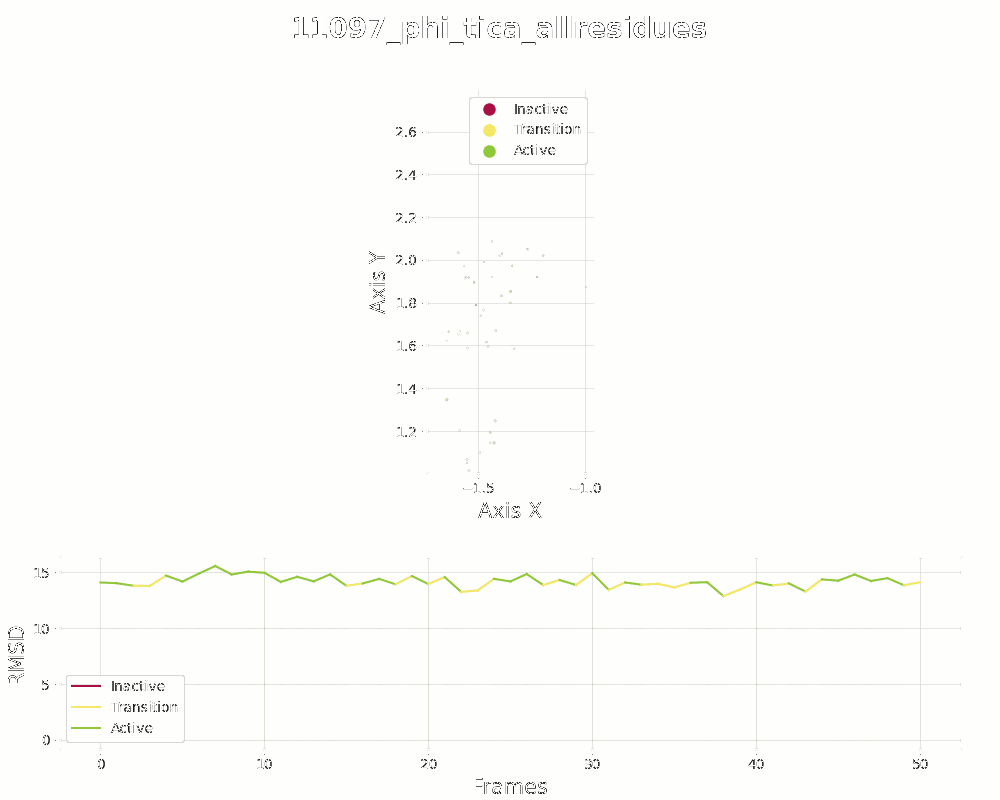 11097_phi_tica_allresidues
Inactive
Transition
Active
2.6
2.4
2.2
2.0
1.8
1.6
1.4
1.2
Axis Y
−1.5
−1.0
Axis X
15
10
5
0
RMSD
Inactive
Transition
Active
0
10
20
30
40
50
Frames